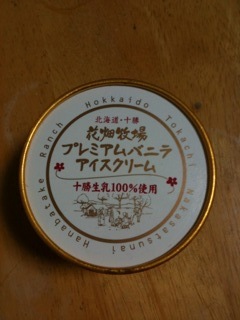 北海道・十勝
花畑牧場
プレミアムバニラ
アイスクリーム
十勝生乳100%使用
Hanabatake Ranch Hokkaido Tokachi Nakasatsunai